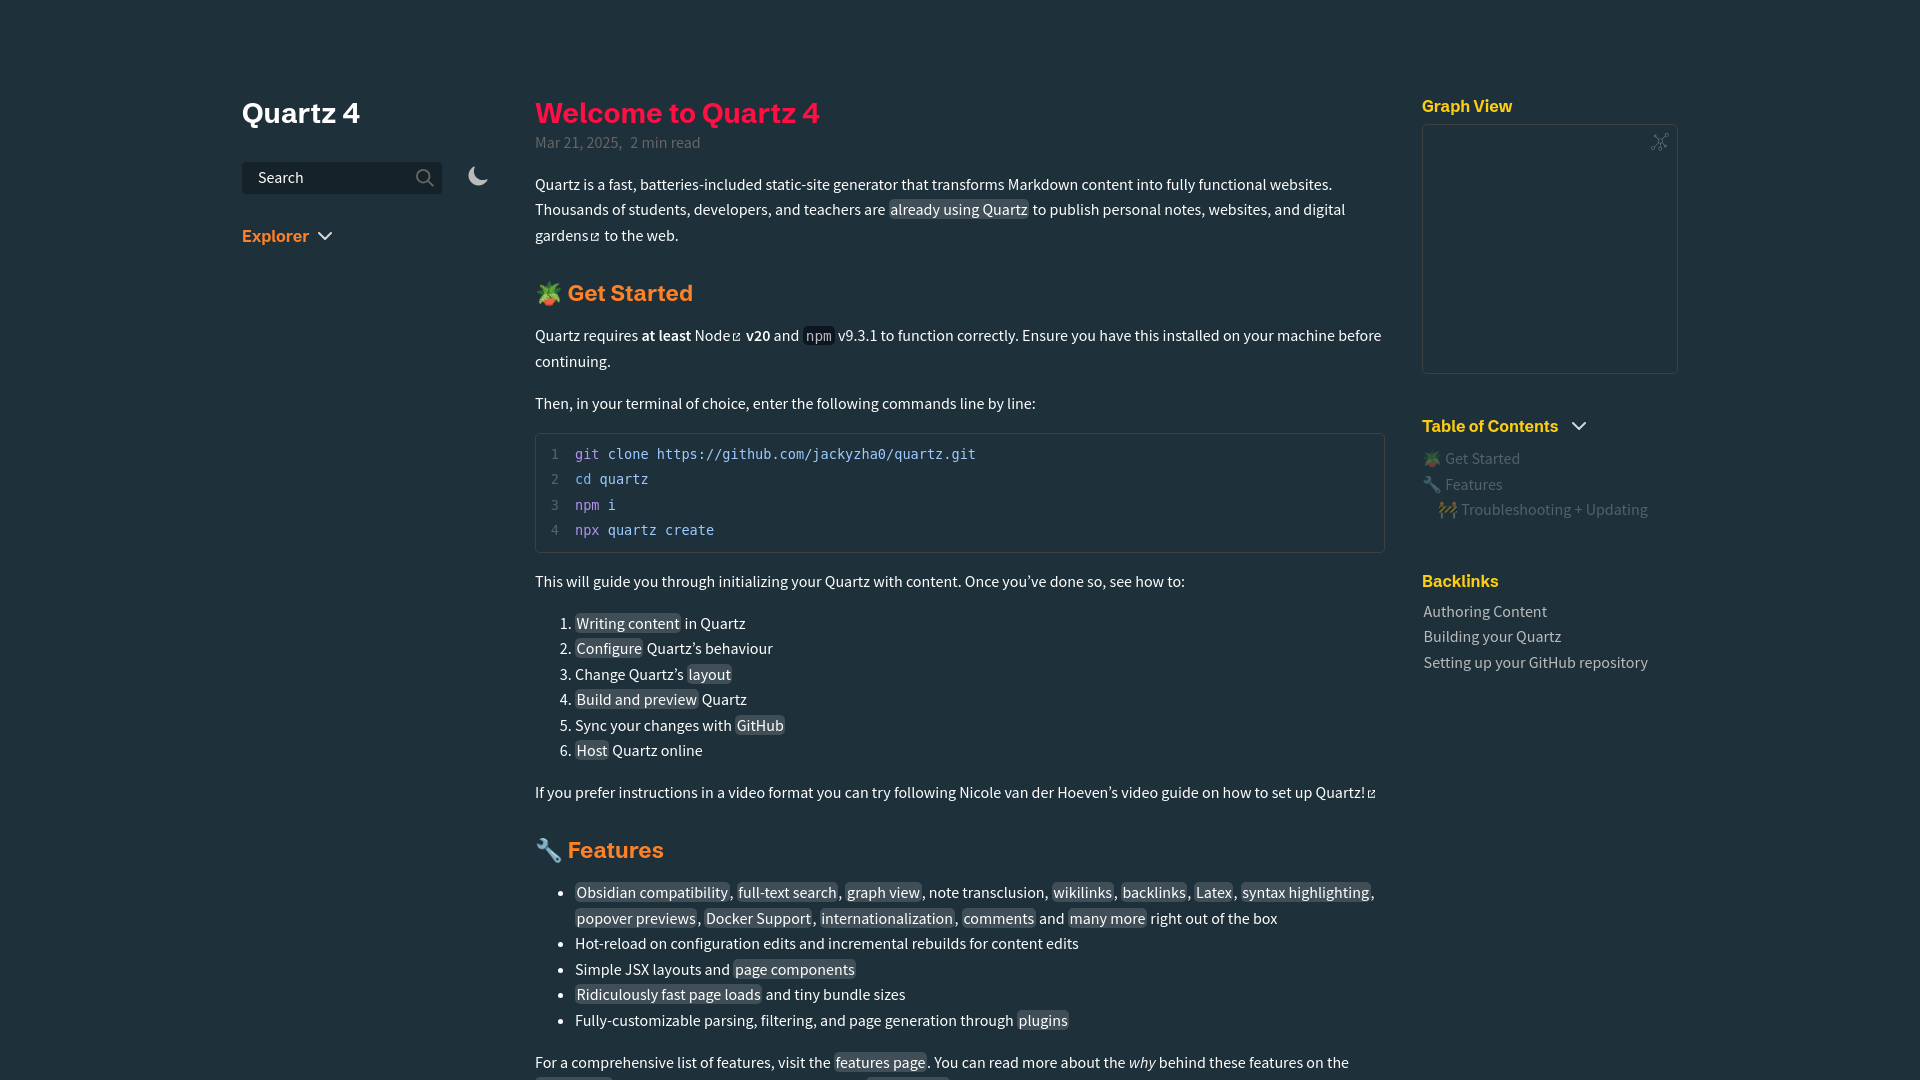 Quartz 4
Search
Explorer
Welcome to Quartz 4
Mar 21, 2025, 2 min read
Quartz is a fast, batteries-included static-site generator that transforms Markdown content into fully functional websites.
Thousands of students, developers, and teachers are already using Quartz to publish personal notes, websites, and digital
gardens to the web.
🪴 Get Started
Quartz requires at least Node v20 and npm v9.3.1 to function correctly. Ensure you have this installed on your machine before
continuing.
Then, in your terminal of choice, enter the following commands line by line:
1 git clone https://github.com/jackyzha0/quartz.git
2 cd quartz
3 npm i
4 npx quartz create
This will guide you through initializing your Quartz with content. Once you’ve done so, see how to:
1. Writing content in Quartz
2. Configure Quartz’s behaviour
3. Change Quartz’s layout
4. Build and preview Quartz
5. Sync your changes with GitHub
6. Host Quartz online
If you prefer instructions in a video format you can try following Nicole van der Hoeven’s video guide on how to set up Quartz!
🔧 Features
• Obsidian compatibility, full-text search, graph view, note transclusion, wikilinks, backlinks, Latex, syntax highlighting,
popover previews, Docker Support, internationalization, comments and many more right out of the box
• Hot-reload on configuration edits and incremental rebuilds for content edits
• Simple JSX layouts and page components
• Ridiculously fast page loads and tiny bundle sizes
• Fully-customizable parsing, filtering, and page generation through plugins
For a comprehensive list of features, visit the features page. You can read more about the why behind these features on the
Graph View
Table of Contents
🪴 Get Started
🔧 Features
🚧 Troubleshooting + Updating
Backlinks
Authoring Content
Building your Quartz
Setting up your GitHub repository